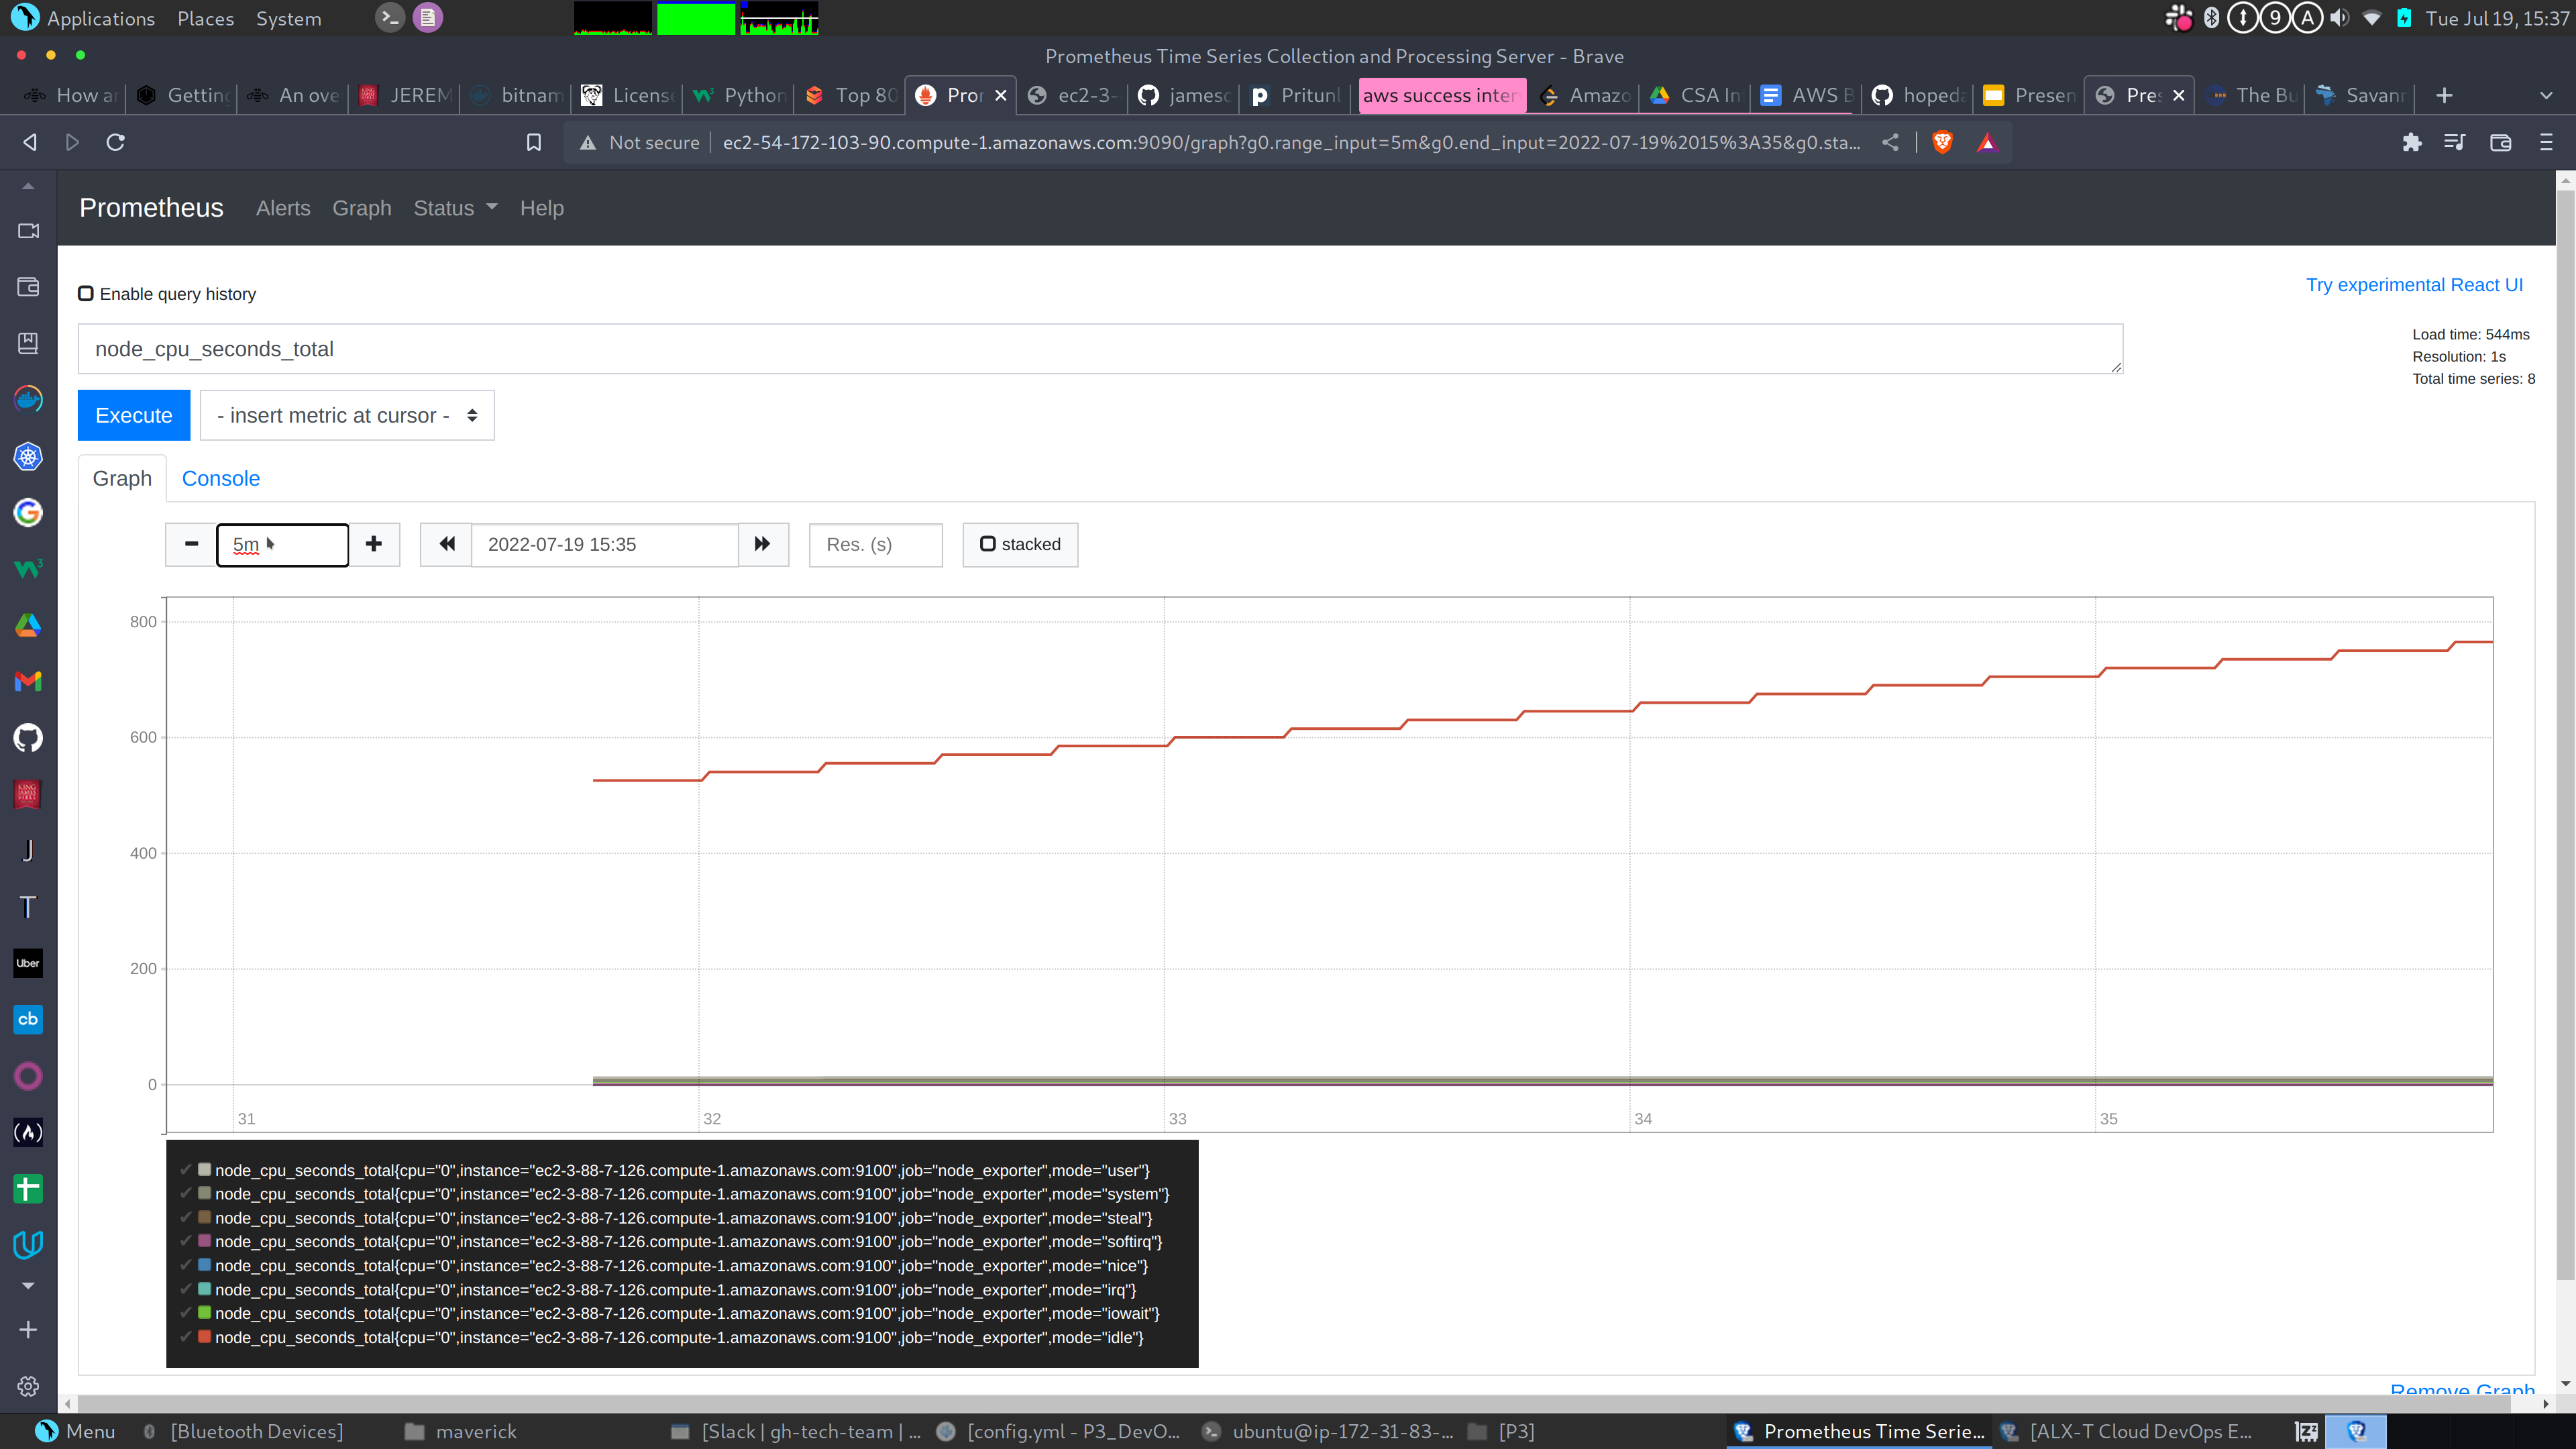 Applications Places System
9 A Tue Jul 19, 15:37
Prometheus Time Series Collection and Processing Server - Brave
How ar Getting An ove JEREM bitnam License Python Top 80 Pror ec2-3- jamesc Pritunl aws success inter Amazo CSA In AWS B hopeda Presen Pres The Bu Savann
Not secure ec2-54-172-103-90.compute-1.amazonaws.com:9090/graph?g0.range_input=5m&g0.end_input=2022-07-19%2015%3A35&g0.sta...
Prometheus Alerts Graph Status Help
Enable query history
Try experimental React UI
node_cpu_seconds_total
Load time: 544ms
Resolution: 1s
Total time series: 8
Execute
- insert metric at cursor -
Graph Console
5m
2022-07-19 15:35
Res. (s)
stacked
800
600
400
200
0
31 32 33 34 35
node_cpu_seconds_total{cpu="0",instance="ec2-3-88-7-126.compute-1.amazonaws.com:9100",job="node_exporter",mode="user"}
node_cpu_seconds_total{cpu="0",instance="ec2-3-88-7-126.compute-1.amazonaws.com:9100",job="node_exporter",mode="system"}
node_cpu_seconds_total{cpu="0",instance="ec2-3-88-7-126.compute-1.amazonaws.com:9100",job="node_exporter",mode="steal"}
node_cpu_seconds_total{cpu="0",instance="ec2-3-88-7-126.compute-1.amazonaws.com:9100",job="node_exporter",mode="softirq"}
node_cpu_seconds_total{cpu="0",instance="ec2-3-88-7-126.compute-1.amazonaws.com:9100",job="node_exporter",mode="nice"}
node_cpu_seconds_total{cpu="0",instance="ec2-3-88-7-126.compute-1.amazonaws.com:9100",job="node_exporter",mode="irq"}
node_cpu_seconds_total{cpu="0",instance="ec2-3-88-7-126.compute-1.amazonaws.com:9100",job="node_exporter",mode="iowait"}
node_cpu_seconds_total{cpu="0",instance="ec2-3-88-7-126.compute-1.amazonaws.com:9100",job="node_exporter",mode="idle"}
Remove Graph
J
T
Uber
cb
Menu [Bluetooth Devices] maverick [Slack | gh-tech-team | ... [config.yml - P3_DevO... ubuntu@ip-172-31-83-... [P3] Prometheus Time Serie... [ALX-T Cloud DevOps E...